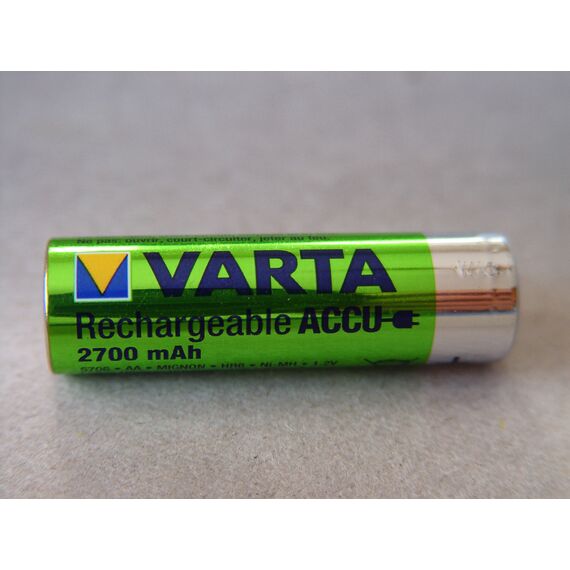 Ne pas, ouvrir, court-circuiter, jeter au feu.
VARTA
Rechargeable ACCU
2700 mAh
5706 • AA • MIGNON • HR6 • Ni-MH • 1.2V